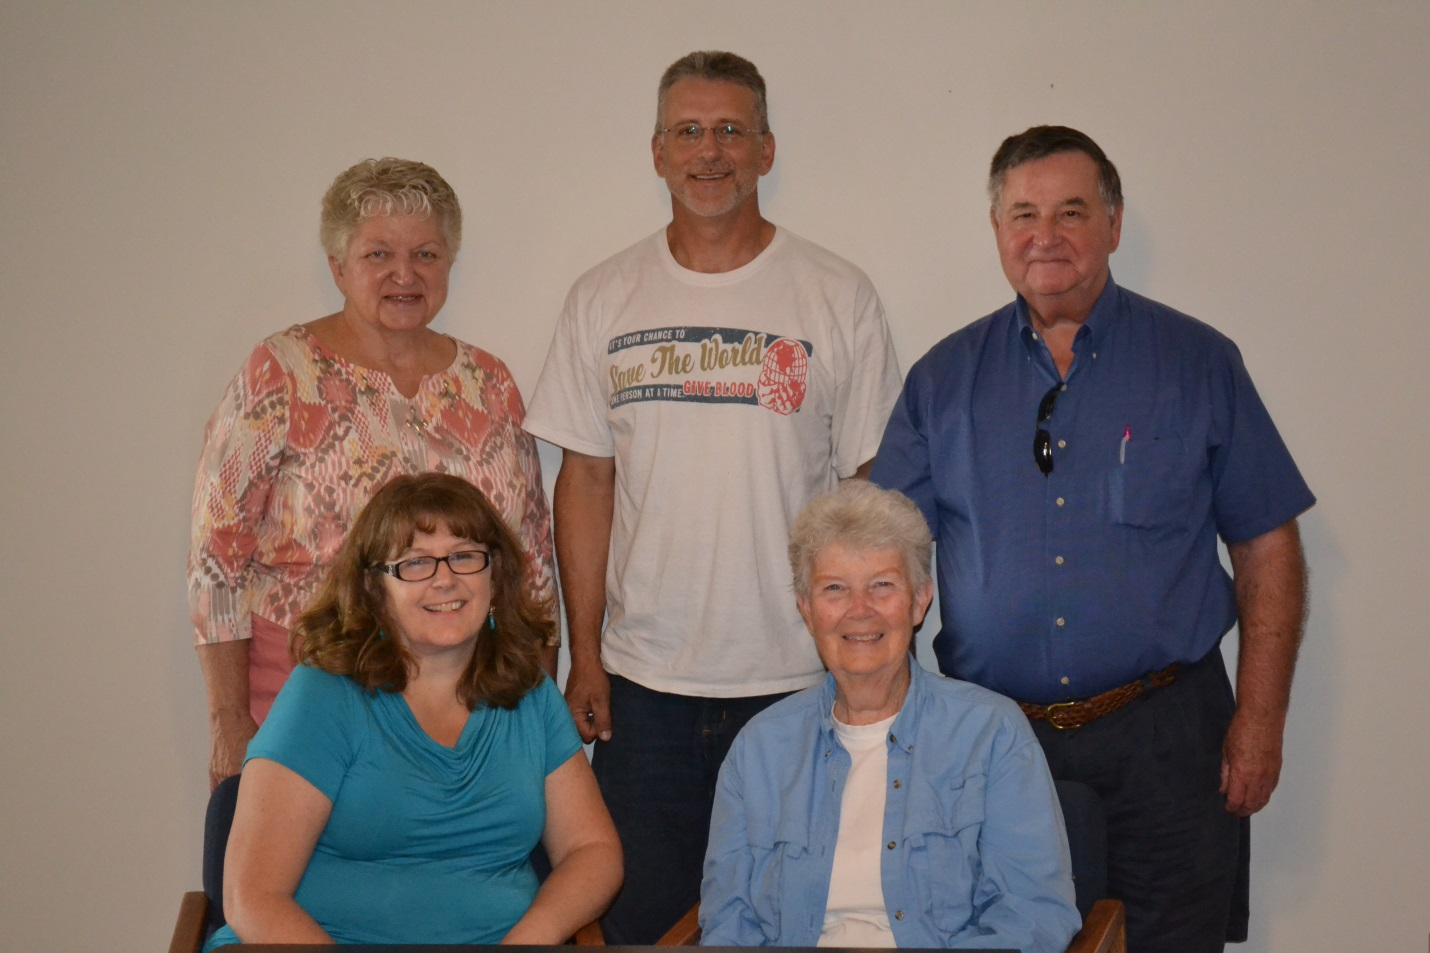 IT'S YOUR CHANCE TO
Save The World
ONE PERSON AT A TIME. GIVE BLOOD